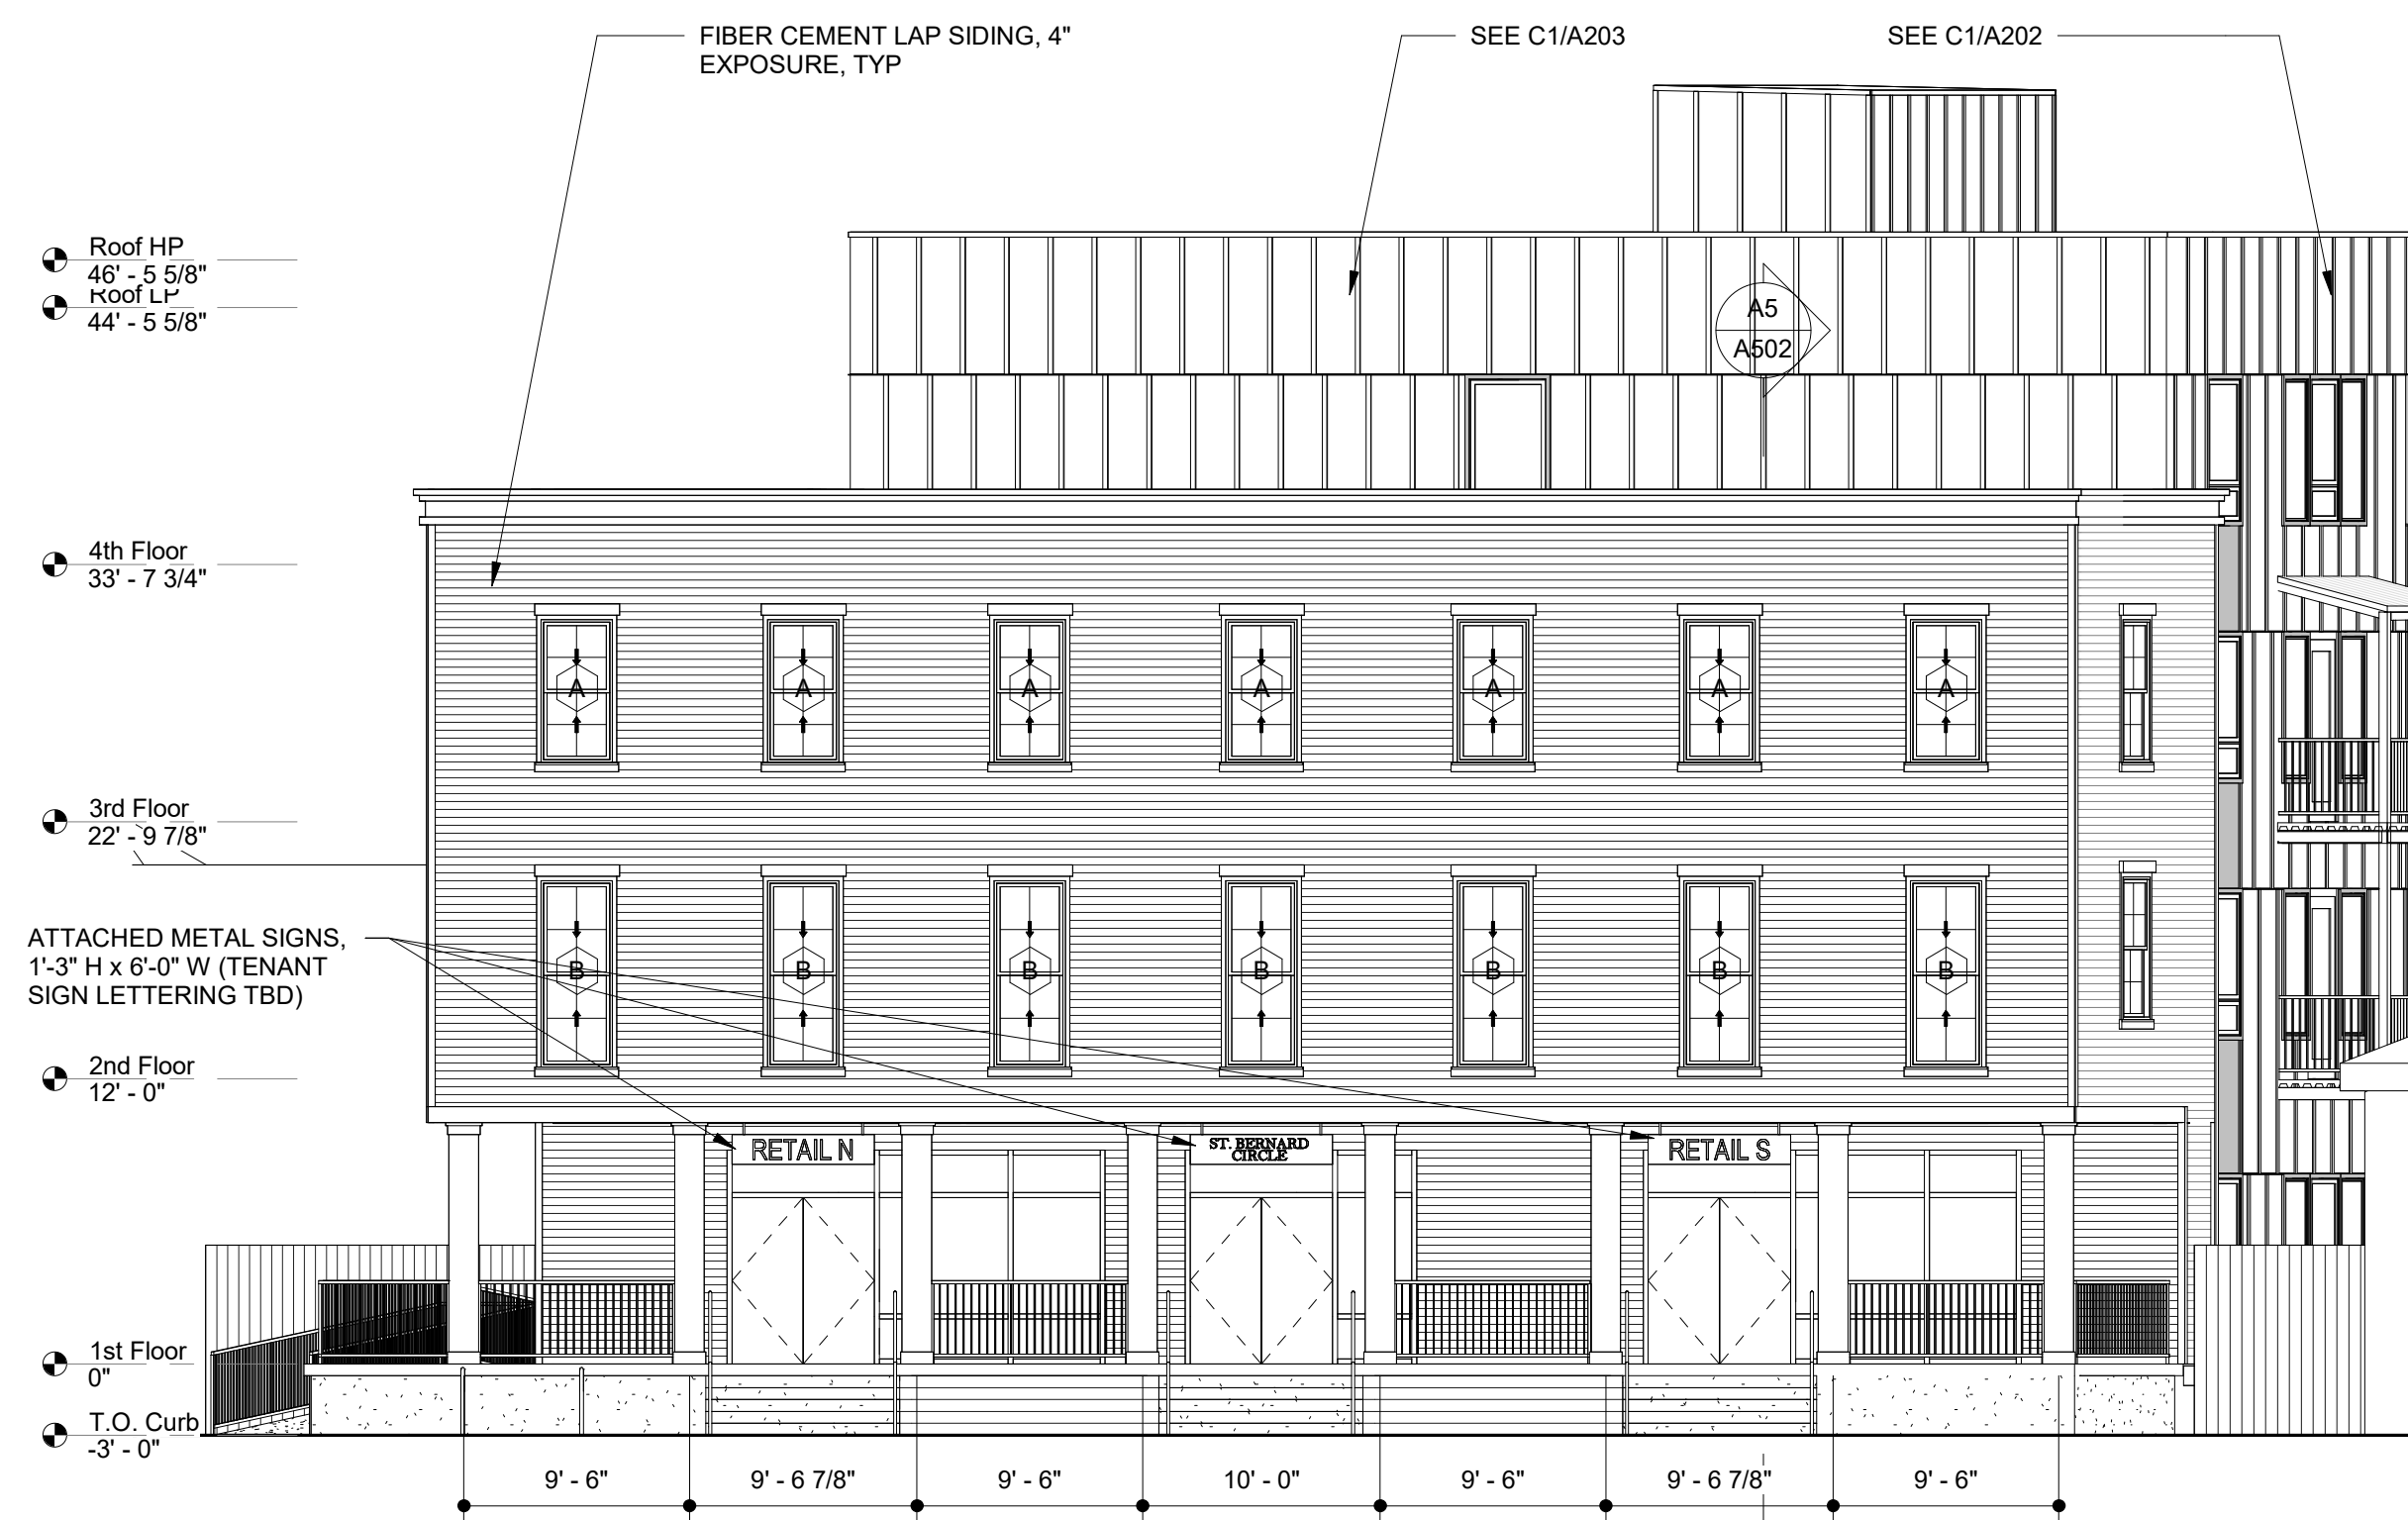 FIBER CEMENT LAP SIDING, 4"
EXPOSURE, TYP
SEE C1/A203
SEE C1/A202
Roof HP
46' - 5 5/8"
Roof LP
44' - 5 5/8"
A5
A502
4th Floor
33' - 7 3/4"
A A A A A A A
3rd Floor
22' - 9 7/8"
ATTACHED METAL SIGNS,
1'-3" H x 6'-0" W (TENANT
SIGN LETTERING TBD)
B B B B B B B
2nd Floor
12' - 0"
RETAIL N
ST. BERNARD
CIRCLE
RETAIL S
1st Floor
0"
T.O. Curb
-3' - 0"
9' - 6" 9' - 6 7/8" 9' - 6" 10' - 0" 9' - 6" 9' - 6 7/8" 9' - 6"